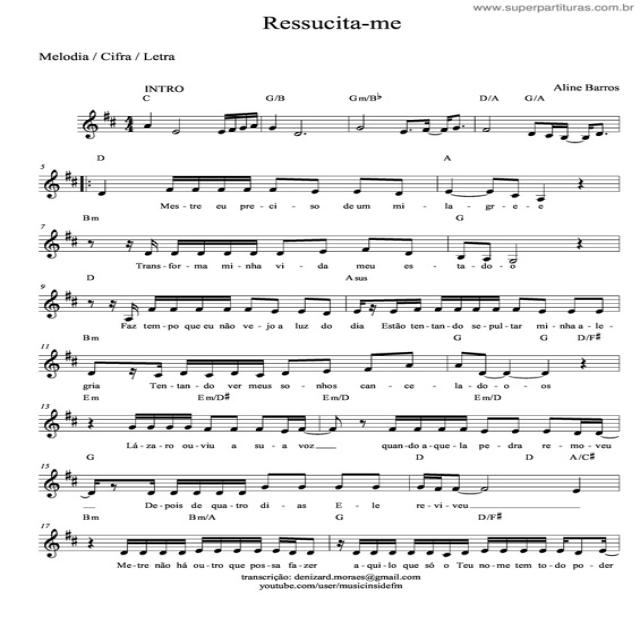 www.superpartituras.com.br
Ressucita-me
Melodia / Cifra / Letra
INTRO
Aline Barros
C G/B Gm/B♭ D/A G/A
5
D A
Mes-tre eu pre-ci-so de um mi-la-gre-e
Bm G
7
Trans-for-ma mi-nha vi-da meu es-ta-do-o
D Asus
9
Faz tem-po que eu não ve-jo a luz do dia Estão ten-tan-do se-pul-tar mi-nha a-le-
Bm G G D/F#
11
gria Ten-tan-do ver meus so-nhos can-ce-la-do-o-os
Em Em/D# Em/D Em/D
13
Lá-za-ro ou-viu a su-a voz___ quan-do a-que-la pe-dra re-mo-veu
G D A/C#
15
De-pois de qua-tro di-as E-le re-vi-veu___
Bm Bm/A G D/F#
17
Me-tre não há ou-tro que pos-sa fa-zer a-qui-lo que só o Teu no-me tem to-do po-der
transcrição: denizard.moraes@gmail.com
youtube.com/user/musicinsidefm